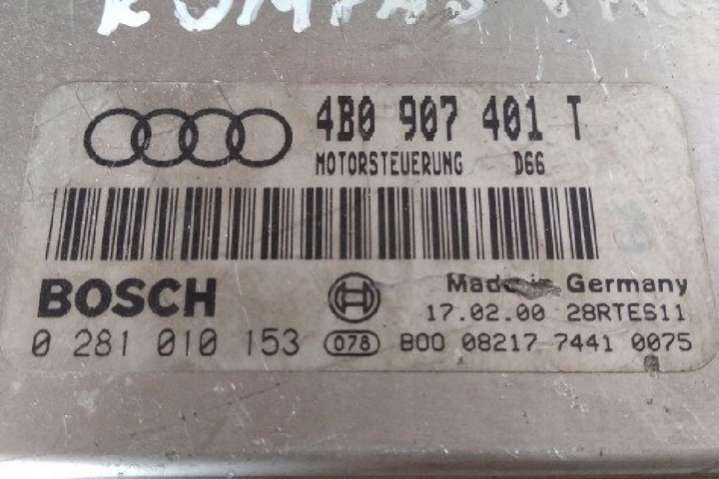 4B0 907 401 T
MOTORSTEUERUNG D66
BOSCH
Made in Germany
17.02.00 28RTES11
0 281 010 153 078 B00 08217 7441 0075